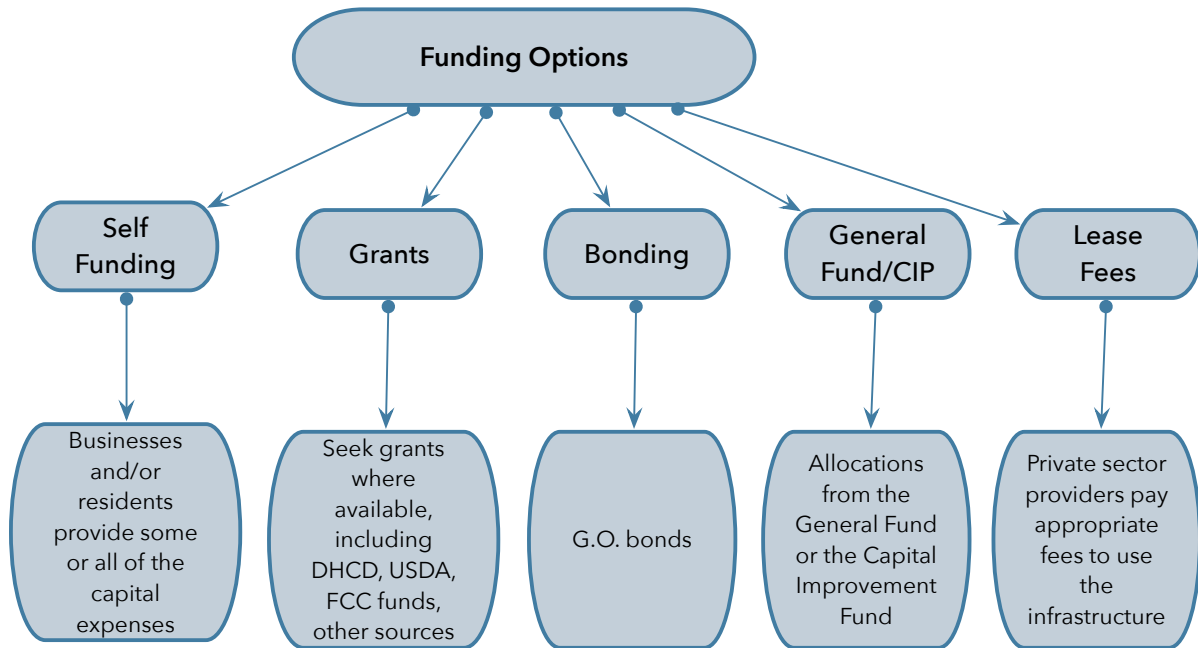 Funding Options
Self
Funding
Grants
Bonding
General
Fund/CIP
Lease
Fees
Businesses
and/or
residents
provide some
or all of the
capital
expenses
Seek grants
where
available,
including
DHCD, USDA,
FCC funds,
other sources
G.O. bonds
Allocations
from the
General Fund
or the Capital
Improvement
Fund
Private sector
providers pay
appropriate
fees to use
the
infrastructure